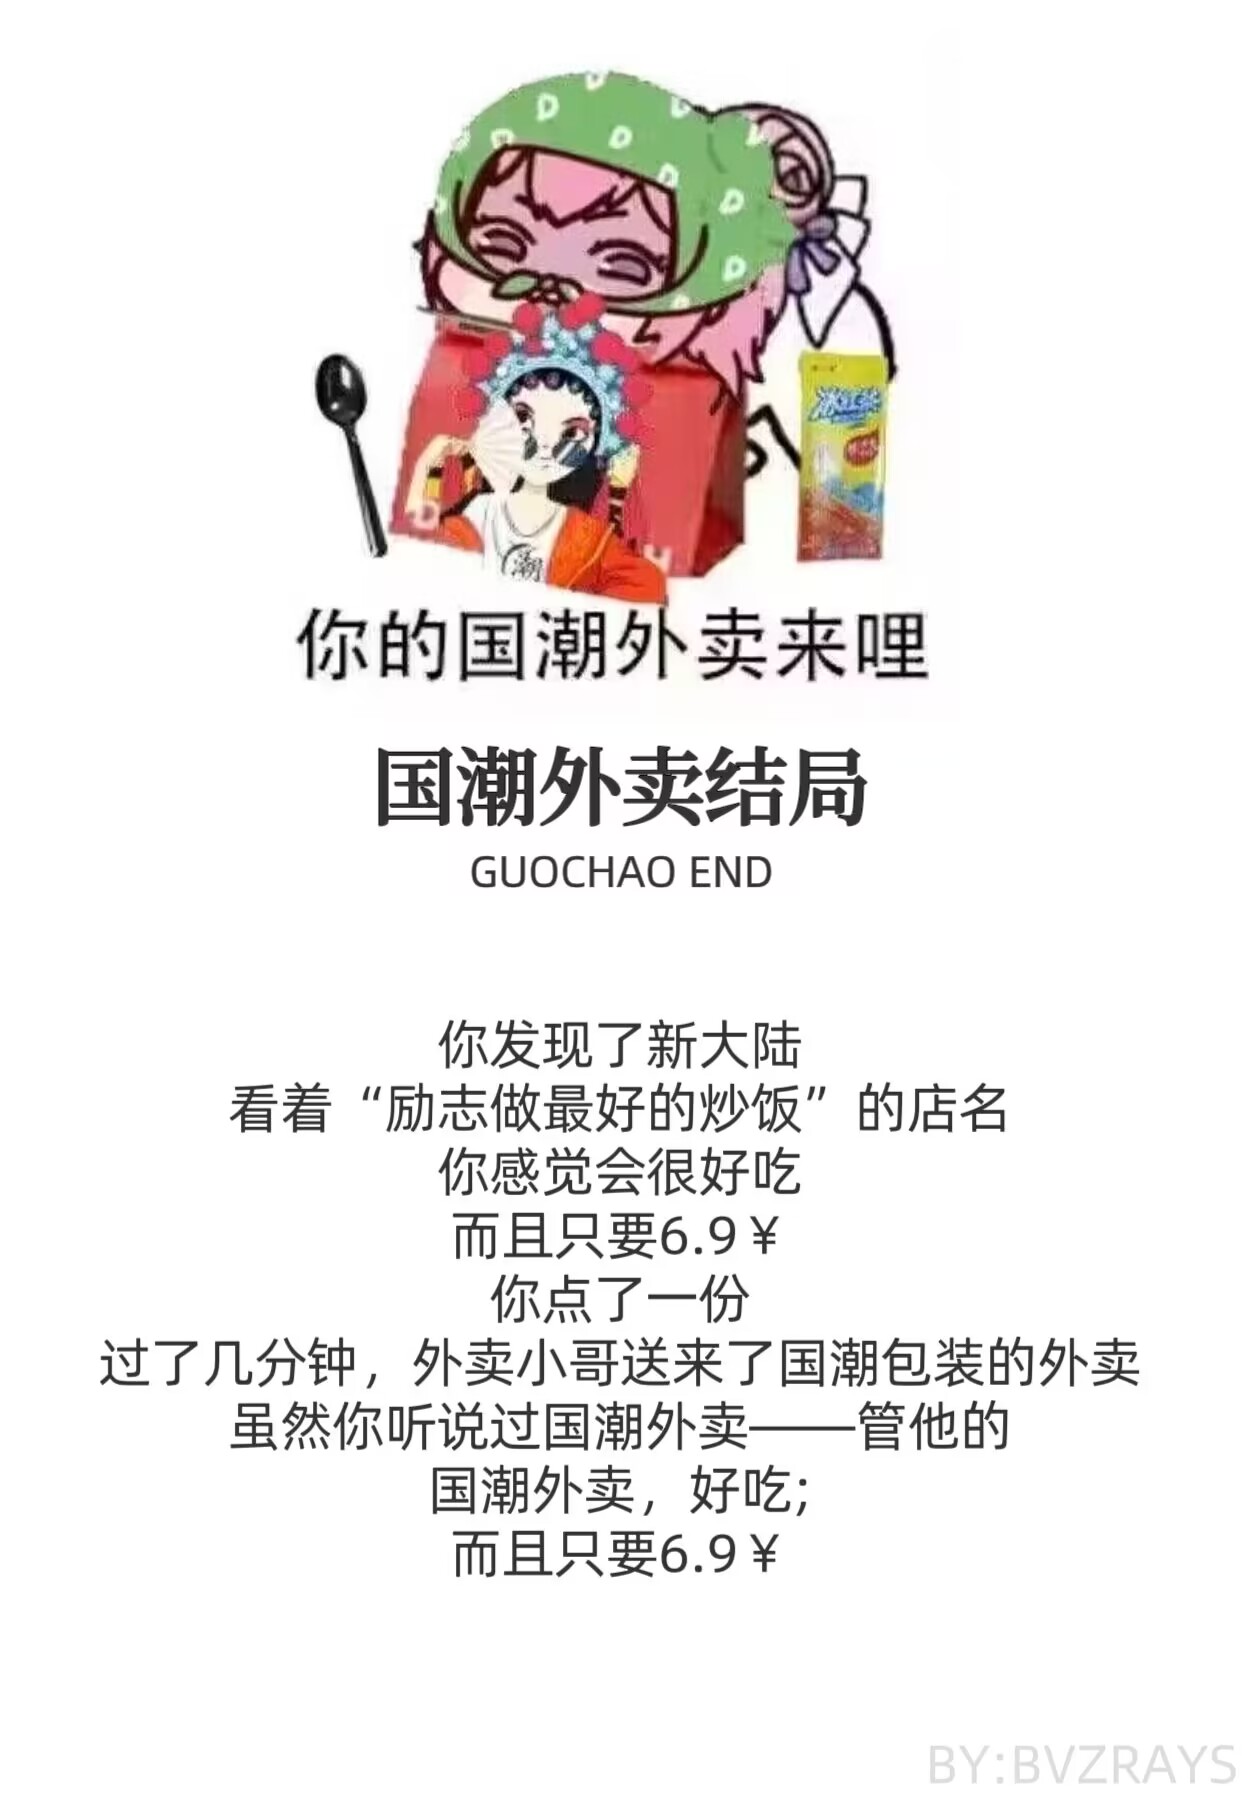 你的国潮外卖来哩
国潮外卖结局
GUOCHAO END
你发现了新大陆
看着“励志做最好的炒饭”的店名
你感觉会很好吃
而且只要6.9￥
你点了一份
过了几分钟，外卖小哥送来了国潮包装的外卖
虽然你听说过国潮外卖——管他的
国潮外卖，好吃；
而且只要6.9￥
BY:BVZRAYS